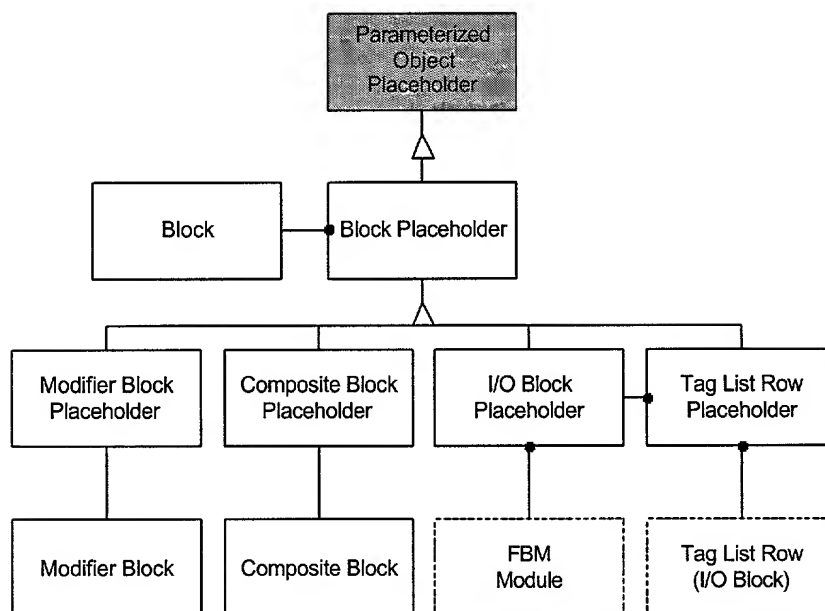 Parameterized
Object
Placeholder
Block
Block Placeholder
Modifier Block
Placeholder
Composite Block
Placeholder
I/O Block
Placeholder
Tag List Row
Placeholder
Modifier Block
Composite Block
FBM
Module
Tag List Row
(I/O Block)